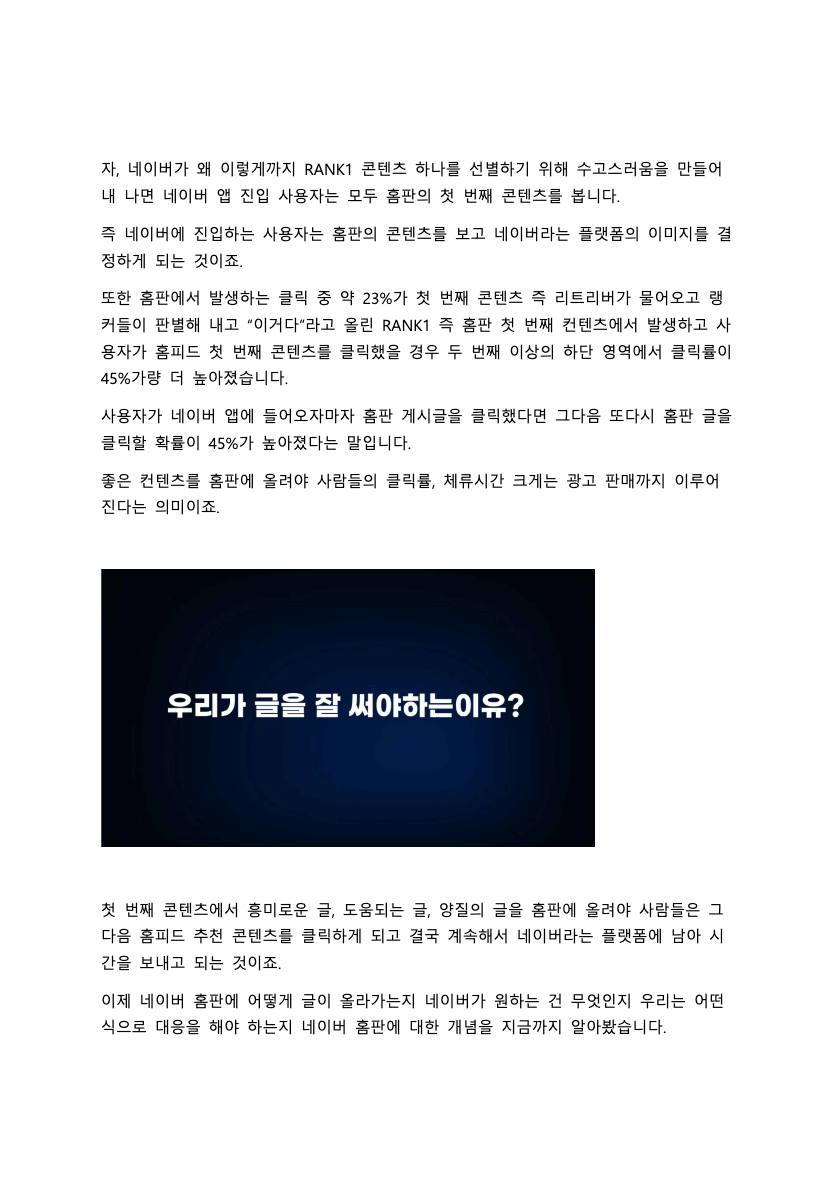 자, 네이버가 왜 이렇게까지 RANK1 콘텐츠 하나를 선별하기 위해 수고스러움을 만들어
내 나면 네이버 앱 진입 사용자는 모두 홈판의 첫 번째 콘텐츠를 봅니다.
즉 네이버에 진입하는 사용자는 홈판의 콘텐츠를 보고 네이버라는 플랫폼의 이미지를 결
정하게 되는 것이죠.
또한 홈판에서 발생하는 클릭 중 약 23%가 첫 번째 콘텐츠 즉 리트리버가 물어오고 랭
커들이 판별해 내고 “이거다”라고 올린 RANK1 즉 홈판 첫 번째 컨텐츠에서 발생하고 사
용자가 홈피드 첫 번째 콘텐츠를 클릭했을 경우 두 번째 이상의 하단 영역에서 클릭률이
45%가량 더 높아졌습니다.
사용자가 네이버 앱에 들어오자마자 홈판 게시글을 클릭했다면 그다음 또다시 홈판 글을
클릭할 확률이 45%가 높아졌다는 말입니다.
좋은 컨텐츠를 홈판에 올려야 사람들의 클릭률, 체류시간 크게는 광고 판매까지 이루어
진다는 의미이죠.
우리가 글을 잘 써야하는이유?
첫 번째 콘텐츠에서 흥미로운 글, 도움되는 글, 양질의 글을 홈판에 올려야 사람들은 그
다음 홈피드 추천 콘텐츠를 클릭하게 되고 결국 계속해서 네이버라는 플랫폼에 남아 시
간을 보내고 되는 것이죠.
이제 네이버 홈판에 어떻게 글이 올라가는지 네이버가 원하는 건 무엇인지 우리는 어떤
식으로 대응을 해야 하는지 네이버 홈판에 대한 개념을 지금까지 알아봤습니다.